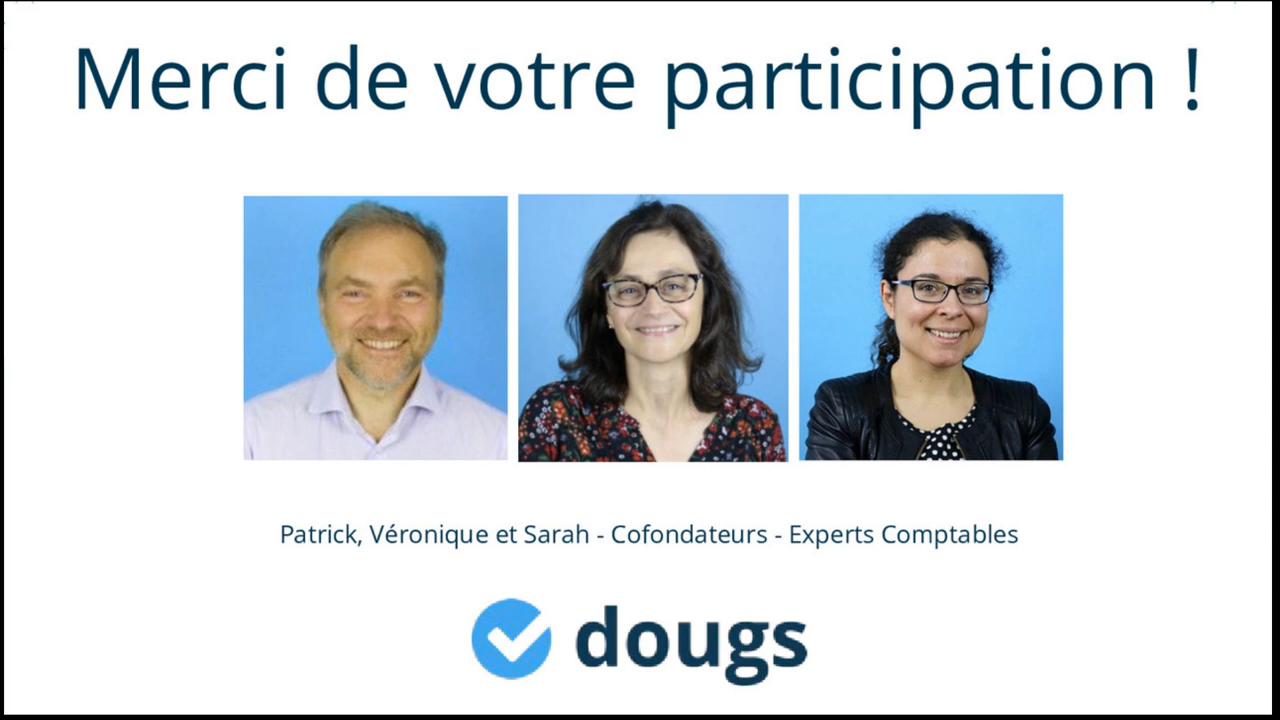 Merci de votre participation !
Patrick, Véronique et Sarah - Cofondateurs - Experts Comptables
dougs